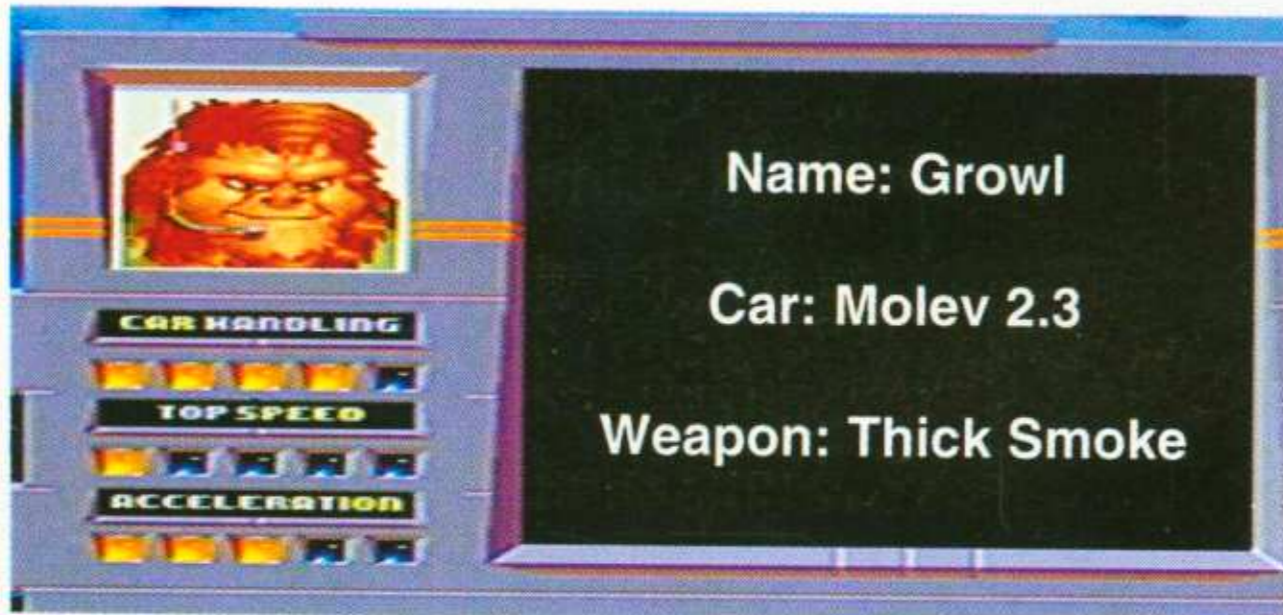 Name: Growl
Car: Molev 2.3
Weapon: Thick Smoke
CAR HANDLING
TOP SPEED
ACCELERATION